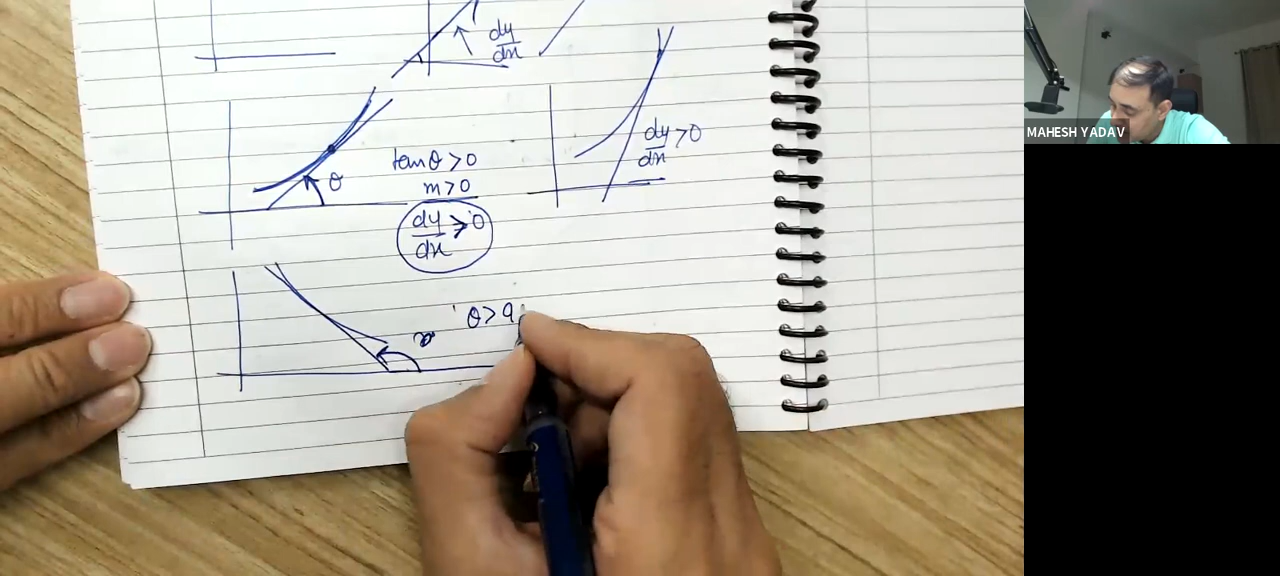 dy/dx
MAHESH YADAV
dy/dx >0
tanθ >0
θ
m>0
dy/dx >0
θ> 9